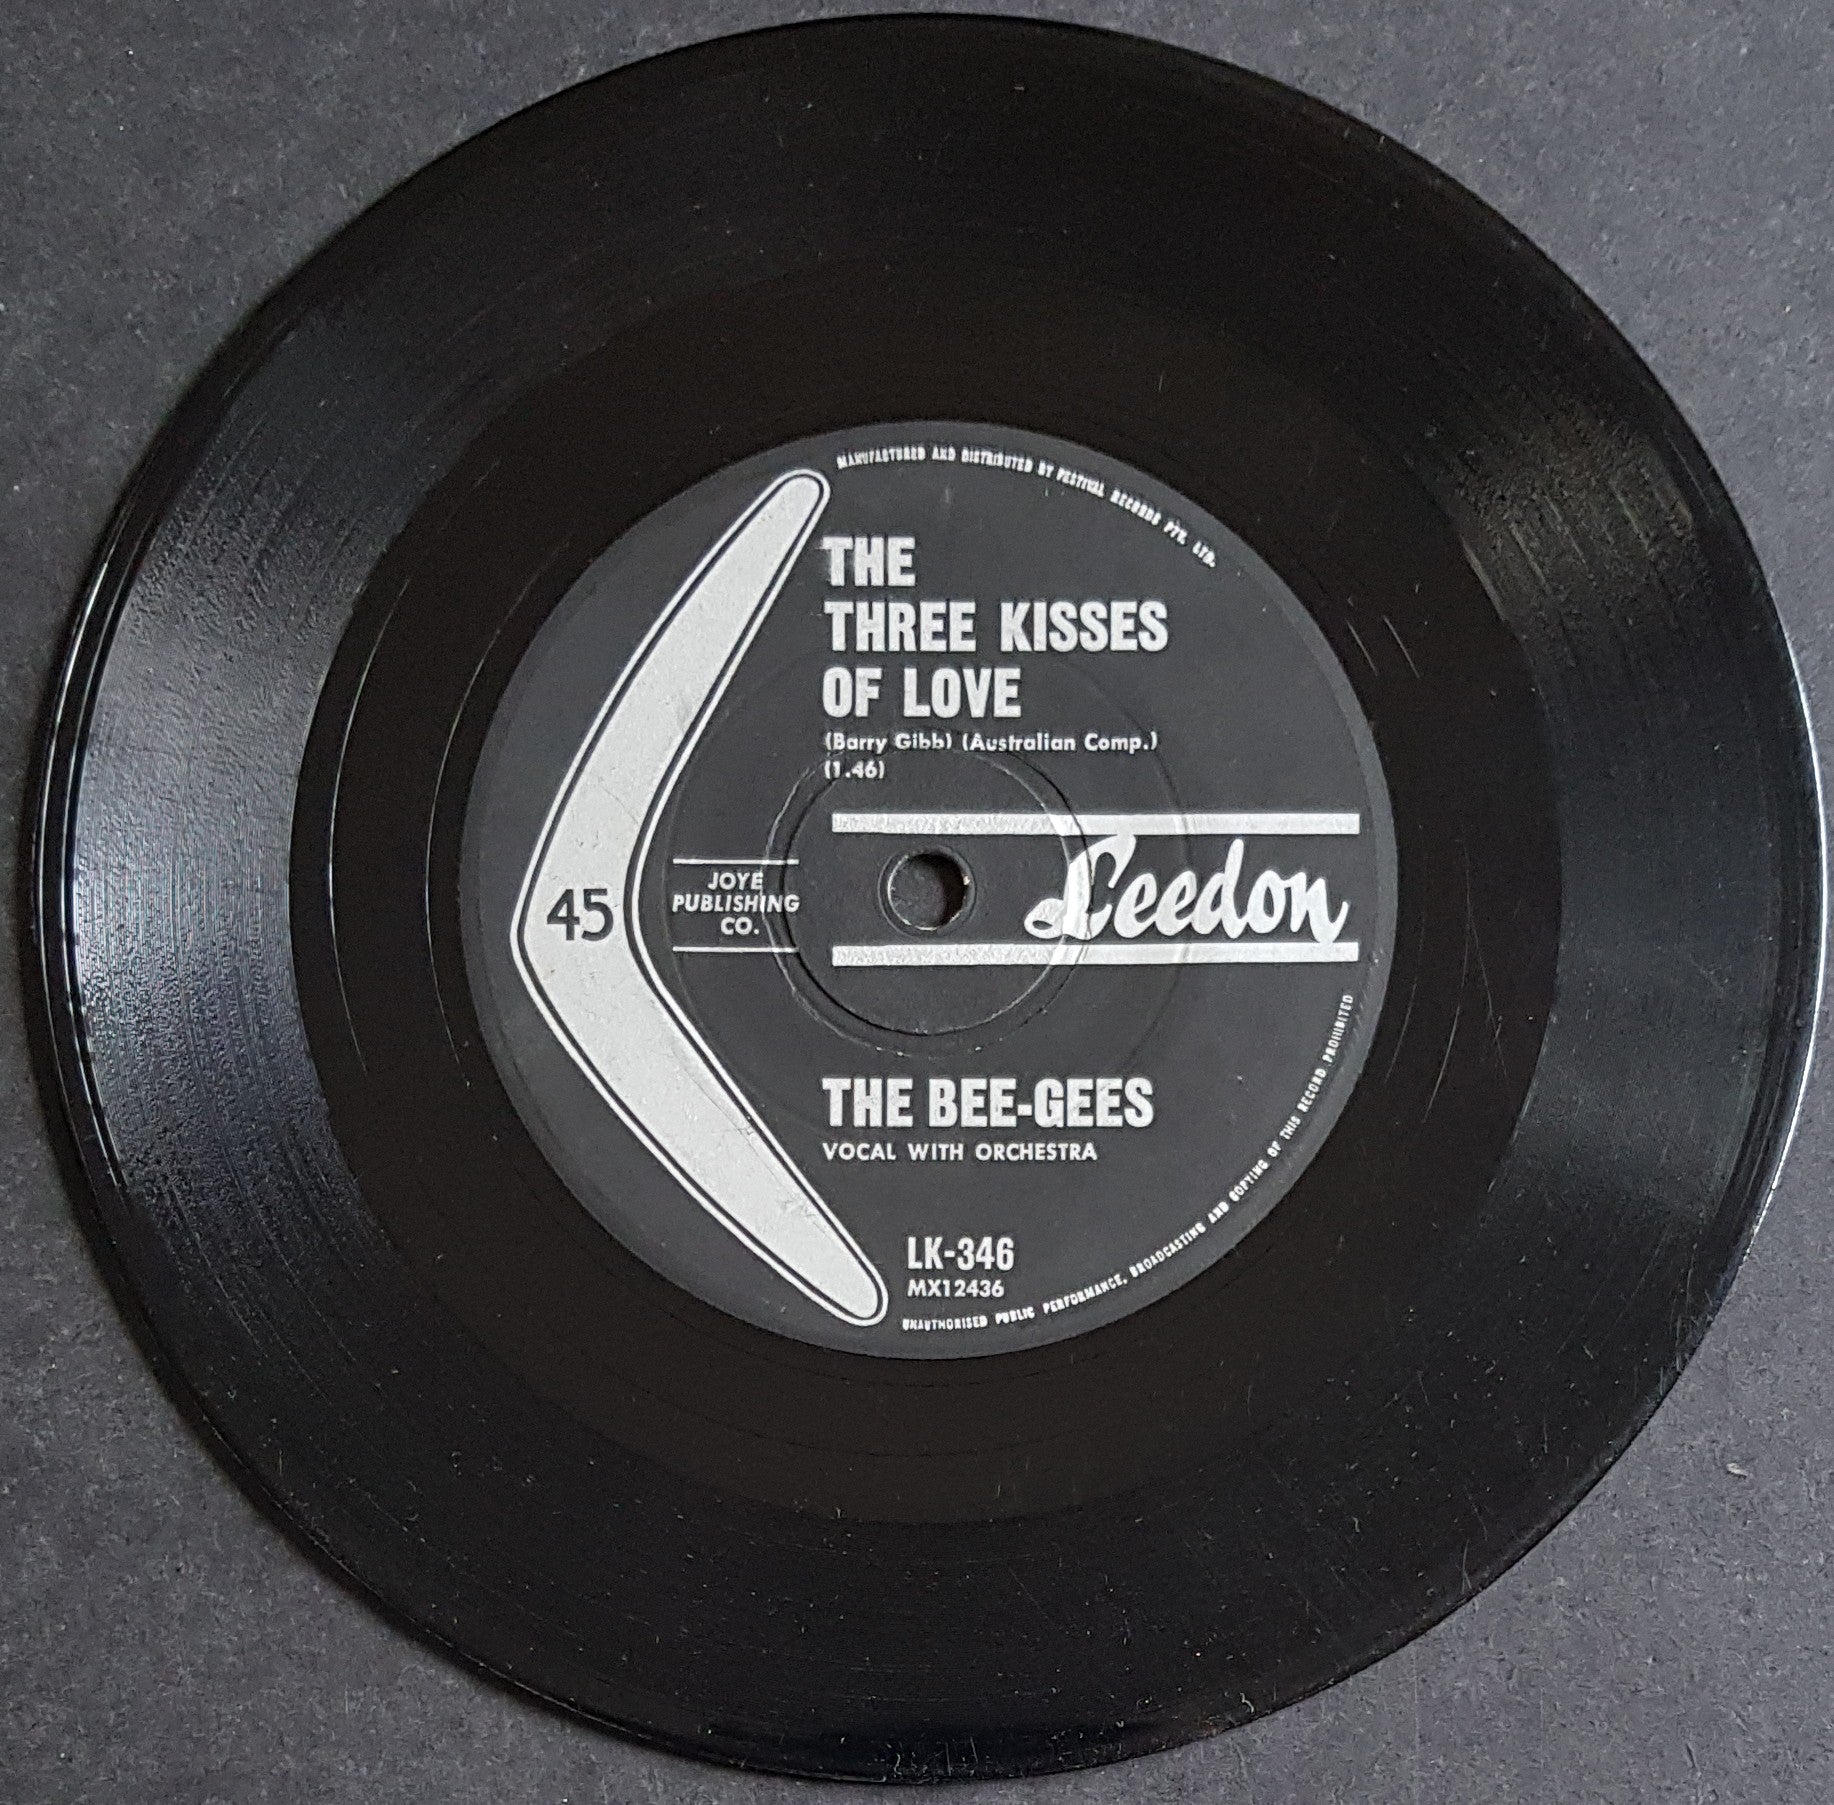 MANUFACTURED AND DISTRIBUTED BY FESTIVAL RECORDS PTY. LTD.
THE
THREE KISSES
OF LOVE
(Barry Gibb) (Australian Comp.)
(1.46)
45
JOYE
PUBLISHING
CO.
Leedon
THE BEE-GEES
VOCAL WITH ORCHESTRA
LK-346
MX12436
UNAUTHORISED PUBLIC PERFORMANCE, BROADCASTING AND COPYING OF THIS RECORD PROHIBITED